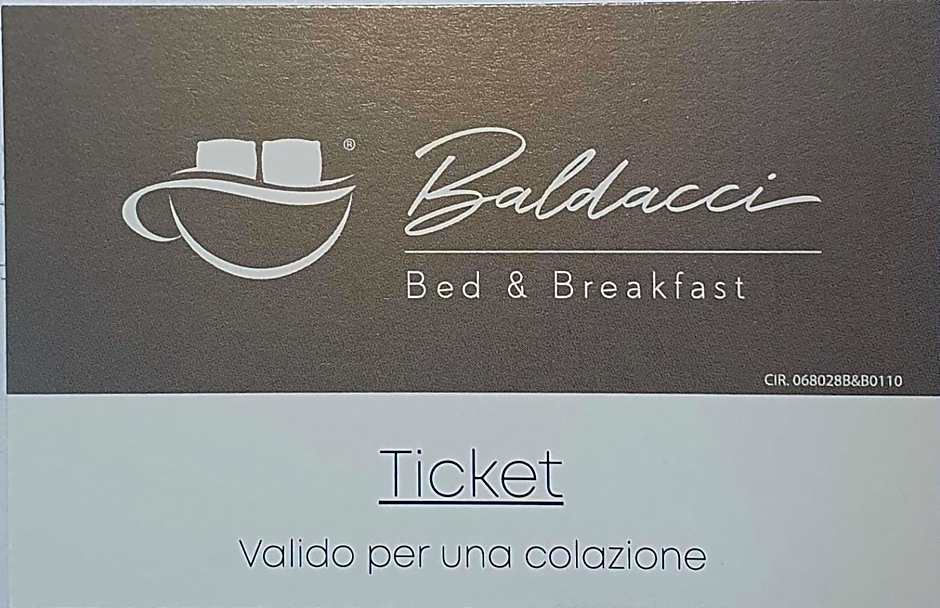 ®
Baldacci
Bed & Breakfast
CIR. 068028B&B0110
Ticket
Valido per una colazione